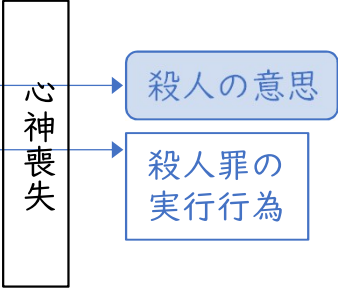 心神喪失
殺人の意思
殺人罪の
実行行為